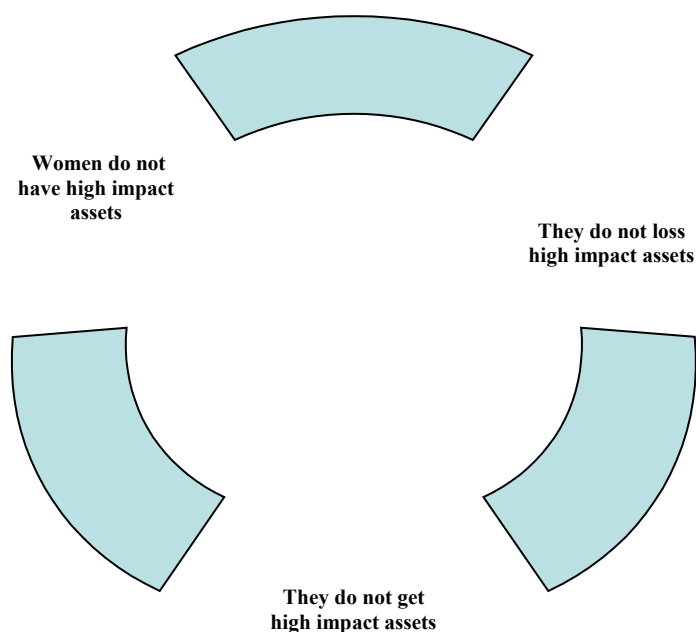 Women do not
have high impact
assets
They do not loss
high impact assets
They do not get
high impact assets